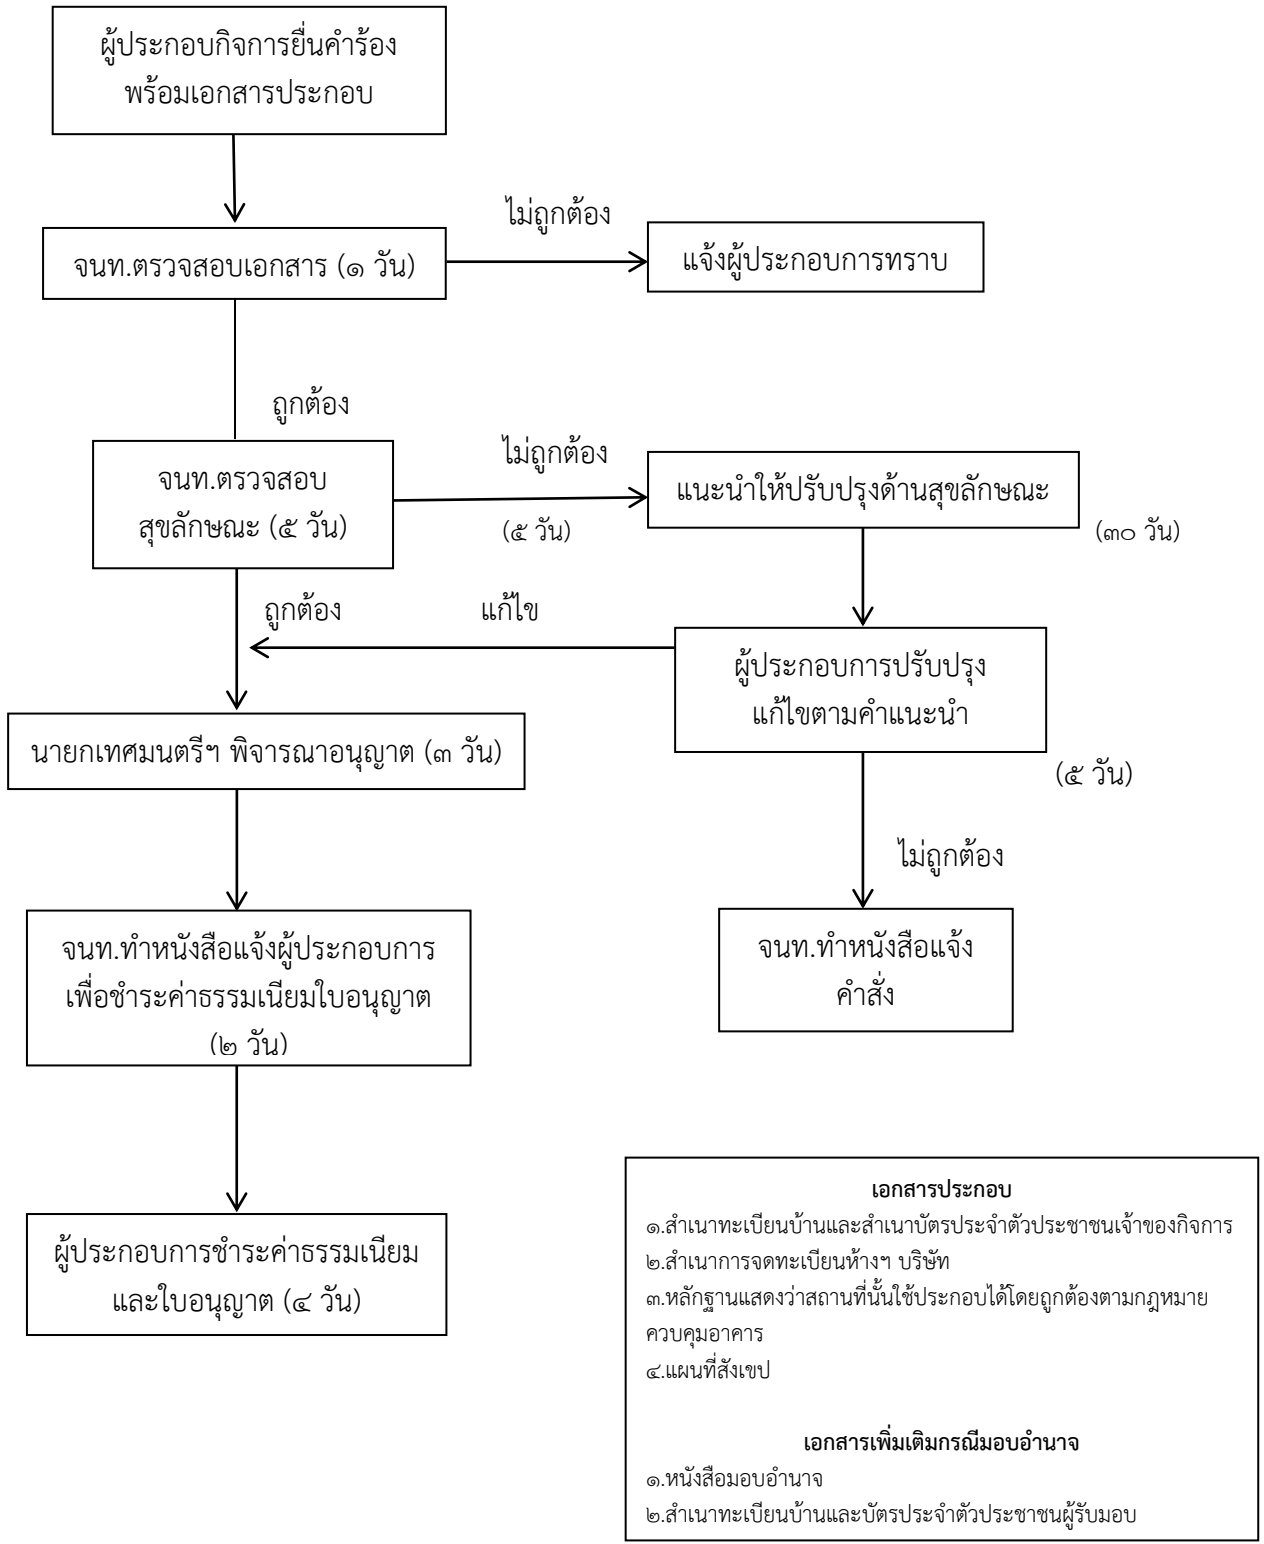 ผู้ประกอบกิจการยื่นคำร้อง
พร้อมเอกสารประกอบ
ไม่ถูกต้อง
จนท.ตรวจสอบเอกสาร (๑ วัน)
แจ้งผู้ประกอบการทราบ
ถูกต้อง
ไม่ถูกต้อง
จนท.ตรวจสอบ
สุขลักษณะ (๕ วัน)
แนะนำให้ปรับปรุงด้านสุขลักษณะ
(๕ วัน)
(๓๐ วัน)
ถูกต้อง
แก้ไข
ผู้ประกอบการปรับปรุง
แก้ไขตามคำแนะนำ
นายกเทศมนตรีฯ พิจารณาอนุญาต (๓ วัน)
(๕ วัน)
ไม่ถูกต้อง
จนท.ทำหนังสือแจ้งผู้ประกอบการ
เพื่อชำระค่าธรรมเนียมใบอนุญาต
(๒ วัน)
จนท.ทำหนังสือแจ้ง
คำสั่ง
ผู้ประกอบการชำระค่าธรรมเนียม
และใบอนุญาต (๔ วัน)
เอกสารประกอบ
๑.สำเนาทะเบียนบ้านและสำเนาบัตรประจำตัวประชาชนเจ้าของกิจการ
๒.สำเนาการจดทะเบียนห้างฯ บริษัท
๓.หลักฐานแสดงว่าสถานที่นั้นใช้ประกอบได้โดยถูกต้องตามกฎหมาย
ควบคุมอาคาร
๔.แผนที่สังเขป
เอกสารเพิ่มเติมกรณีมอบอำนาจ
๑.หนังสือมอบอำนาจ
๒.สำเนาทะเบียนบ้านและบัตรประจำตัวประชาชนผู้รับมอบ